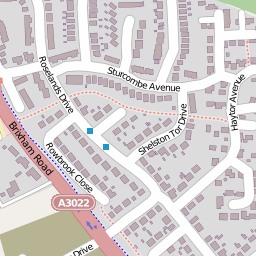 Roselands Drive
Sturcombe Avenue
Haytor Avenue
Shelston Tor Drive
Brixham Road
Rowbrook Close
A3022
Drive